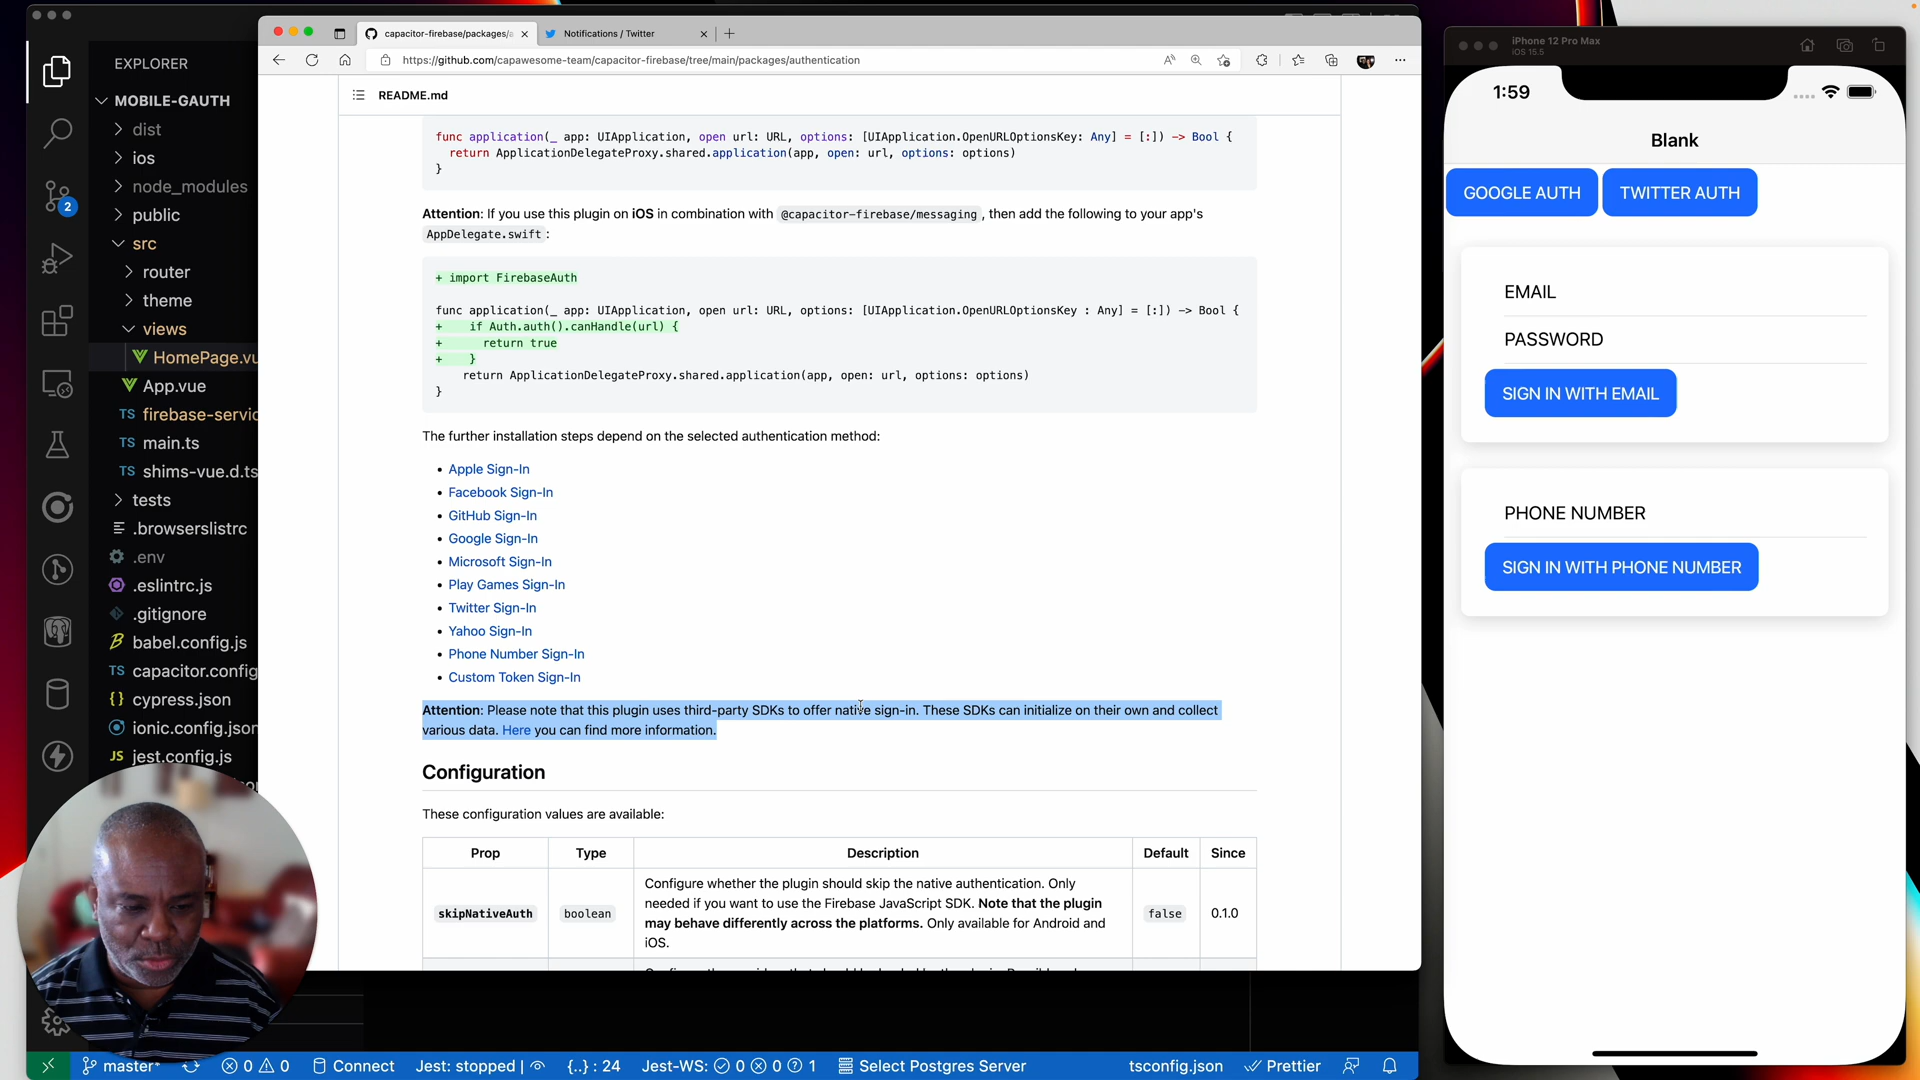 EXPLORER
MOBILE-GAUTH
dist
ios
node_modules
public
src
router
theme
views
HomePage.vu
App.vue
TS firebase-servic
TS main.ts
TS shims-vue.d.ts
tests
.browserslistrc
.env
.eslintrc.js
.gitignore
babel.config.js
TS capacitor.config
{} cypress.json
ionic.config.json
JS jest.config.js
2
capacitor-firebase/packages/a
Notifications / Twitter
https://github.com/capawesome-team/capacitor-firebase/tree/main/packages/authentication
README.md
func application(_ app: UIApplication, open url: URL, options: [UIApplication.OpenURLOptionsKey: Any] = [:]) -> Bool {
return ApplicationDelegateProxy.shared.application(app, open: url, options: options)
}
Attention: If you use this plugin on iOS in combination with @capacitor-firebase/messaging , then add the following to your app's
AppDelegate.swift :
+ import FirebaseAuth
func application(_ app: UIApplication, open url: URL, options: [UIApplication.OpenURLOptionsKey : Any] = [:]) -> Bool {
+ if Auth.auth().canHandle(url) {
+ return true
+ }
return ApplicationDelegateProxy.shared.application(app, open: url, options: options)
}
The further installation steps depend on the selected authentication method:
• Apple Sign-In
• Facebook Sign-In
• GitHub Sign-In
• Google Sign-In
• Microsoft Sign-In
• Play Games Sign-In
• Twitter Sign-In
• Yahoo Sign-In
• Phone Number Sign-In
• Custom Token Sign-In
Attention: Please note that this plugin uses third-party SDKs to offer native sign-in. These SDKs can initialize on their own and collect
various data. Here you can find more information.
Configuration
These configuration values are available:
Prop Type Description Default Since
Configure whether the plugin should skip the native authentication. Only
needed if you want to use the Firebase JavaScript SDK. Note that the plugin
skipNativeAuth boolean false 0.1.0
may behave differently across the platforms. Only available for Android and
iOS.
iPhone 12 Pro Max
iOS 15.5
1:59
Blank
GOOGLE AUTH TWITTER AUTH
EMAIL
PASSWORD
SIGN IN WITH EMAIL
PHONE NUMBER
SIGN IN WITH PHONE NUMBER
master* 0 0 Connect Jest: stopped | {..} : 24 Jest-WS: 0 0 1 Select Postgres Server tsconfig.json Prettier